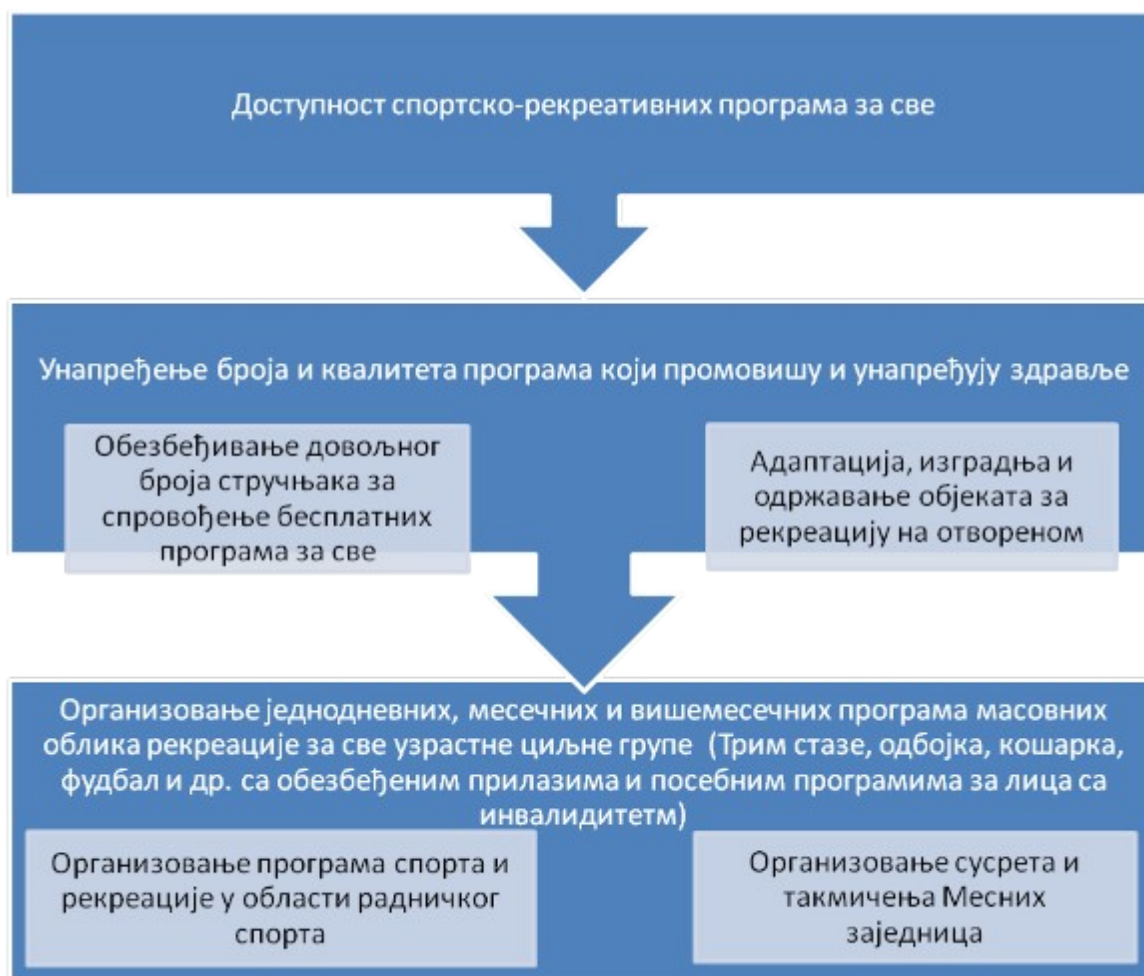 Доступност спортско-рекреативних програма за све
Унапређење броја и квалитета програма који промовишу и унапређују здравље
Обезбеђивање довољног
броја стручњака за
спровођење бесплатних
програма за све
Адаптација, изградња и
одржавање објеката за
рекреацију на отвореном
Организовање једнодневних, месечних и вишемесечних програма масовних
облика рекреације за све узрастне циљне групе (Трим стазе, одбојка, кошарка,
фудбал и др. са обезбеђеним прилазима и посебним програмима за лица са
инвалидитетм)
Организовање програма спорта и
рекреације у области радничког
спорта
Организовање сусрета и
такмичења Месних
заједница